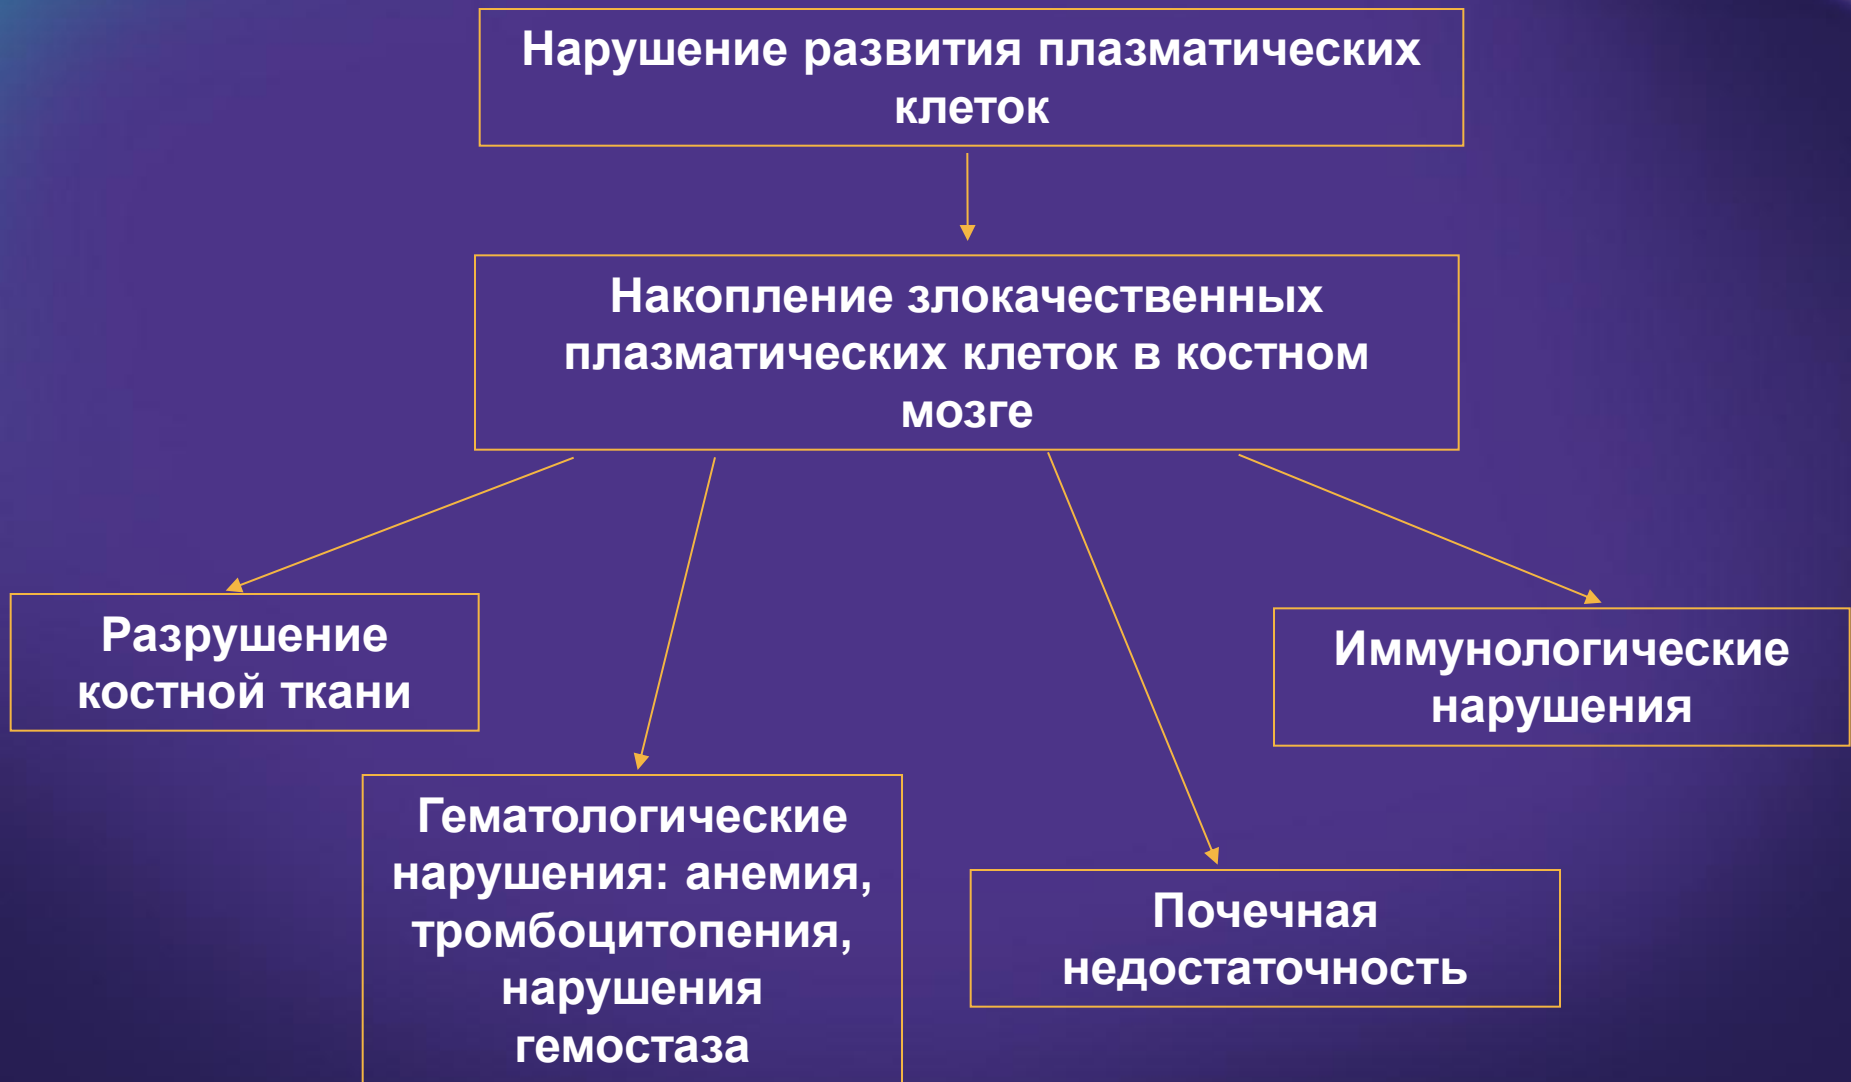 Нарушение развития плазматических
клеток
Накопление злокачественных
плазматических клеток в костном
мозге
Разрушение
костной ткани
Иммунологические
нарушения
Гематологические
нарушения: анемия,
тромбоцитопения,
нарушения
гемостаза
Почечная
недостаточность